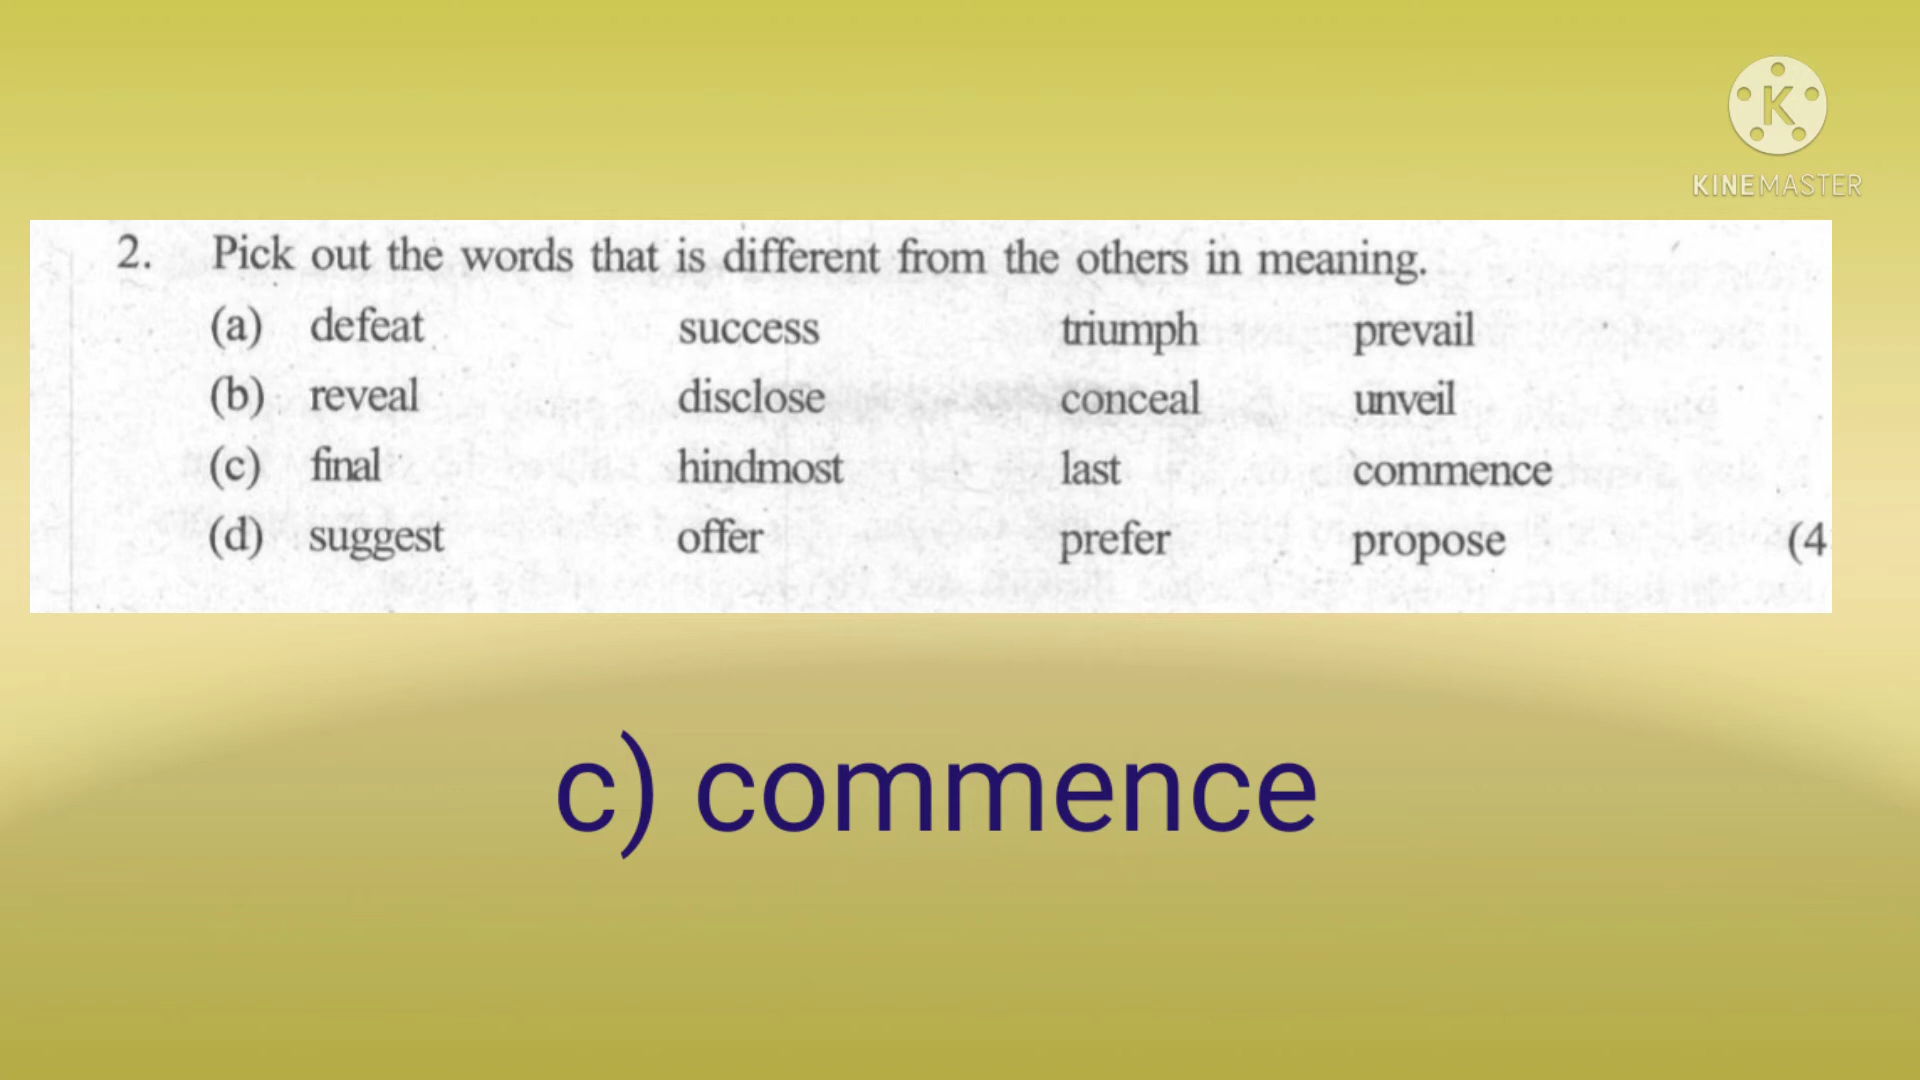 KINEMASTER
2. Pick out the words that is different from the others in meaning.
(a) defeat success triumph prevail
(b) reveal disclose conceal unveil
(c) final hindmost last commence
(d) suggest offer prefer propose (4
c) commence